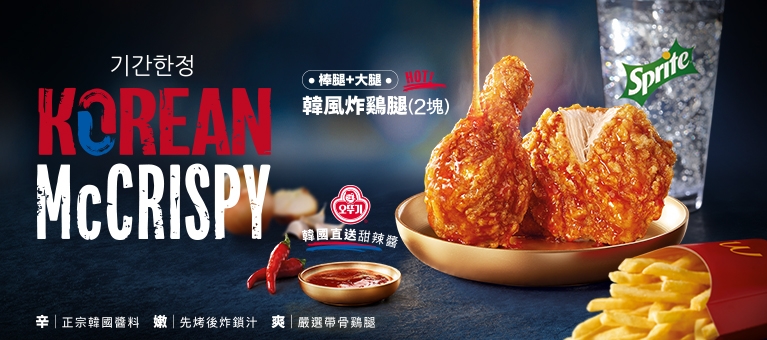 기간한정
KOREAN
McCRISPY
棒腿+大腿
HOT!
韓風炸鷄腿(2塊)
Sprite
오뚜기
韓國直送甜辣醬
辛 | 正宗韓國醬料 嫩 | 先烤後炸鎖汁 爽 | 嚴選帶骨鷄腿